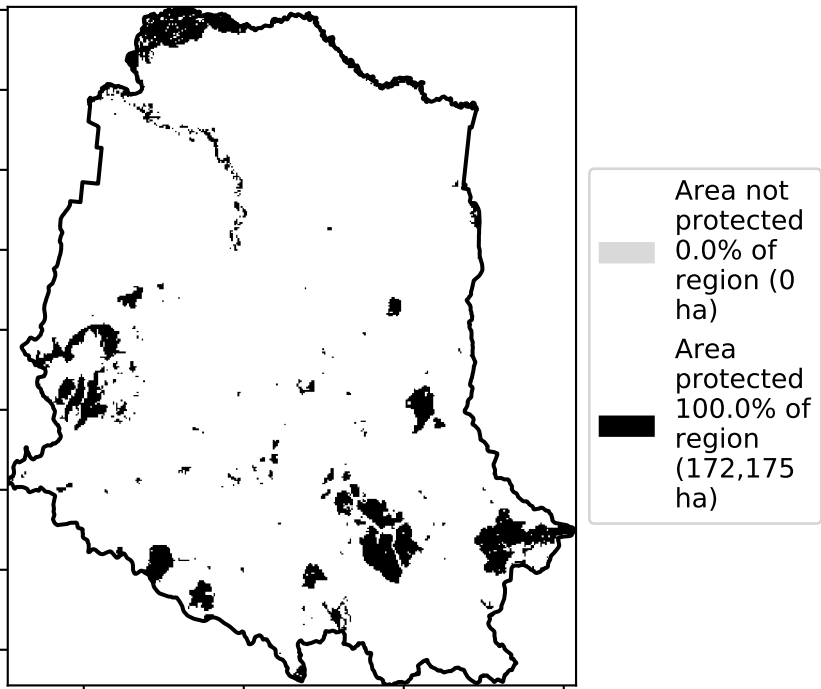 Area not
protected
0.0% of
region (0
ha)
Area
protected
100.0% of
region
(172,175
ha)